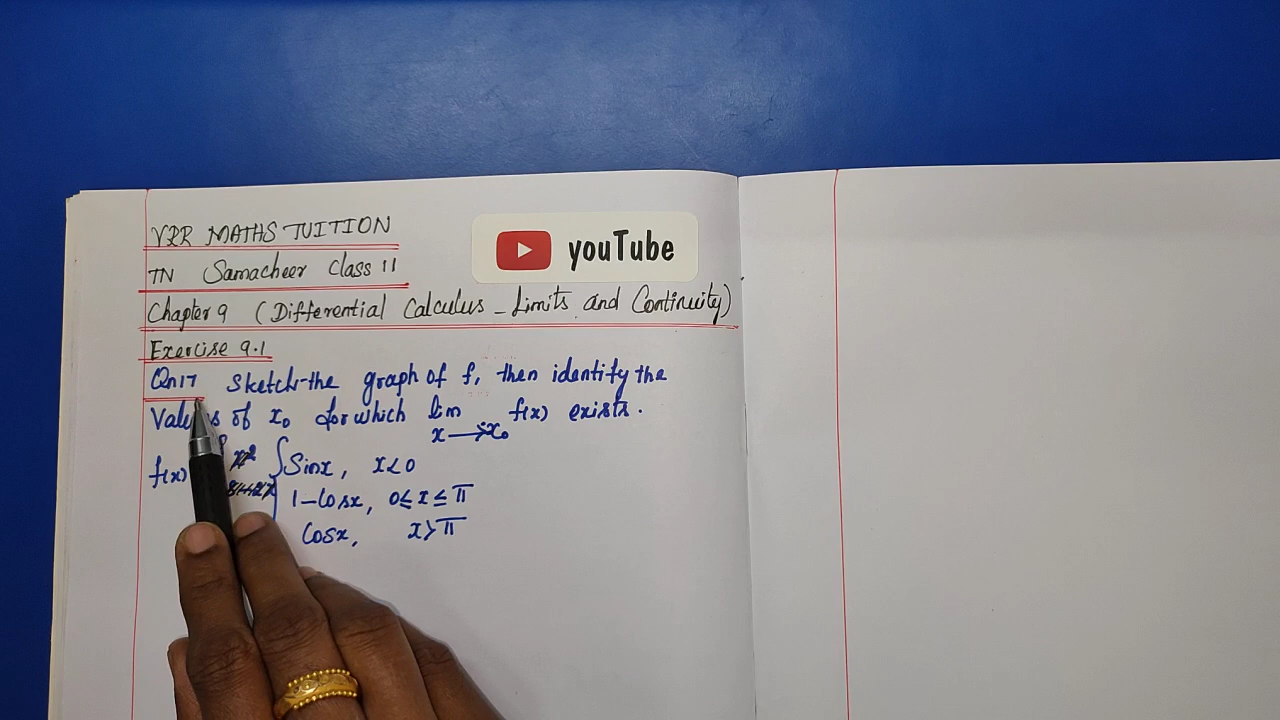 VRR MATHS TUITION
youTube
TN Samacheer Class 11
Chapter 9 (Differential Calculus - Limits and Continuity)
Exercise 9.1
Qn 17 Sketch the graph of f, then identify the
Values of x₀ for which lim f(x) exists.
x→x₀
f(x) { Sinx, x<0
1-Cosx, 0≤x≤π
Cosx, x>π